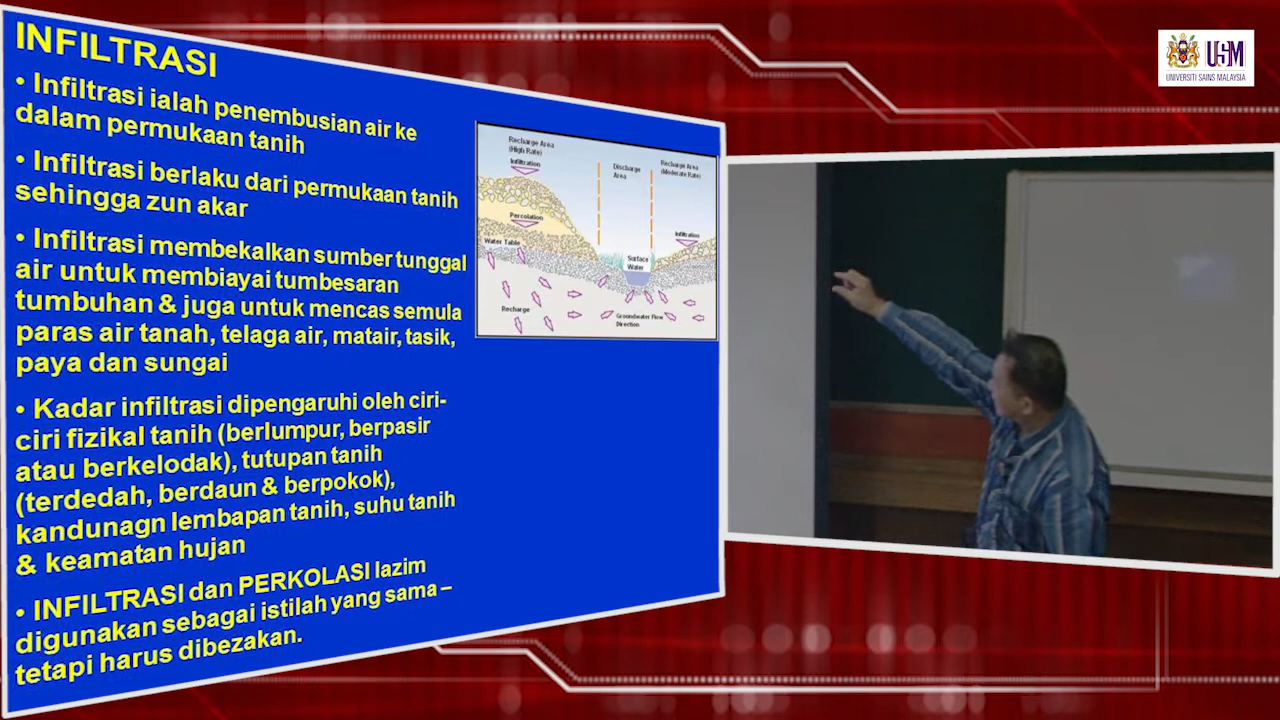 INFILTRASI
• Infiltrasi ialah penembusian air ke
dalam permukaan tanih
• Infiltrasi berlaku dari permukaan tanih
sehingga zun akar
• Infiltrasi membekalkan sumber tunggal
air untuk membiayai tumbesaran
tumbuhan & juga untuk mencas semula
paras air tanah, telaga air, matair, tasik,
paya dan sungai
• Kadar infiltrasi dipengaruhi oleh ciri-
ciri fizikal tanih (berlumpur, berpasir
atau berkelodak), tutupan tanih
(terdedah, berdaun & berpokok),
kandunagn lembapan tanih, suhu tanih
& keamatan hujan
• INFILTRASI dan PERKOLASI lazim
digunakan sebagai istilah yang sama –
tetapi harus dibezakan.
Recharge Area
(High Rate)
Infiltration
Discharge
Area
Recharge Area
(Moderate Rate)
Percolation
Infiltration
Water Table
Surface
Water
Recharge
Groundwater Flow
Direction
USM
UNIVERSITI SAINS MALAYSIA